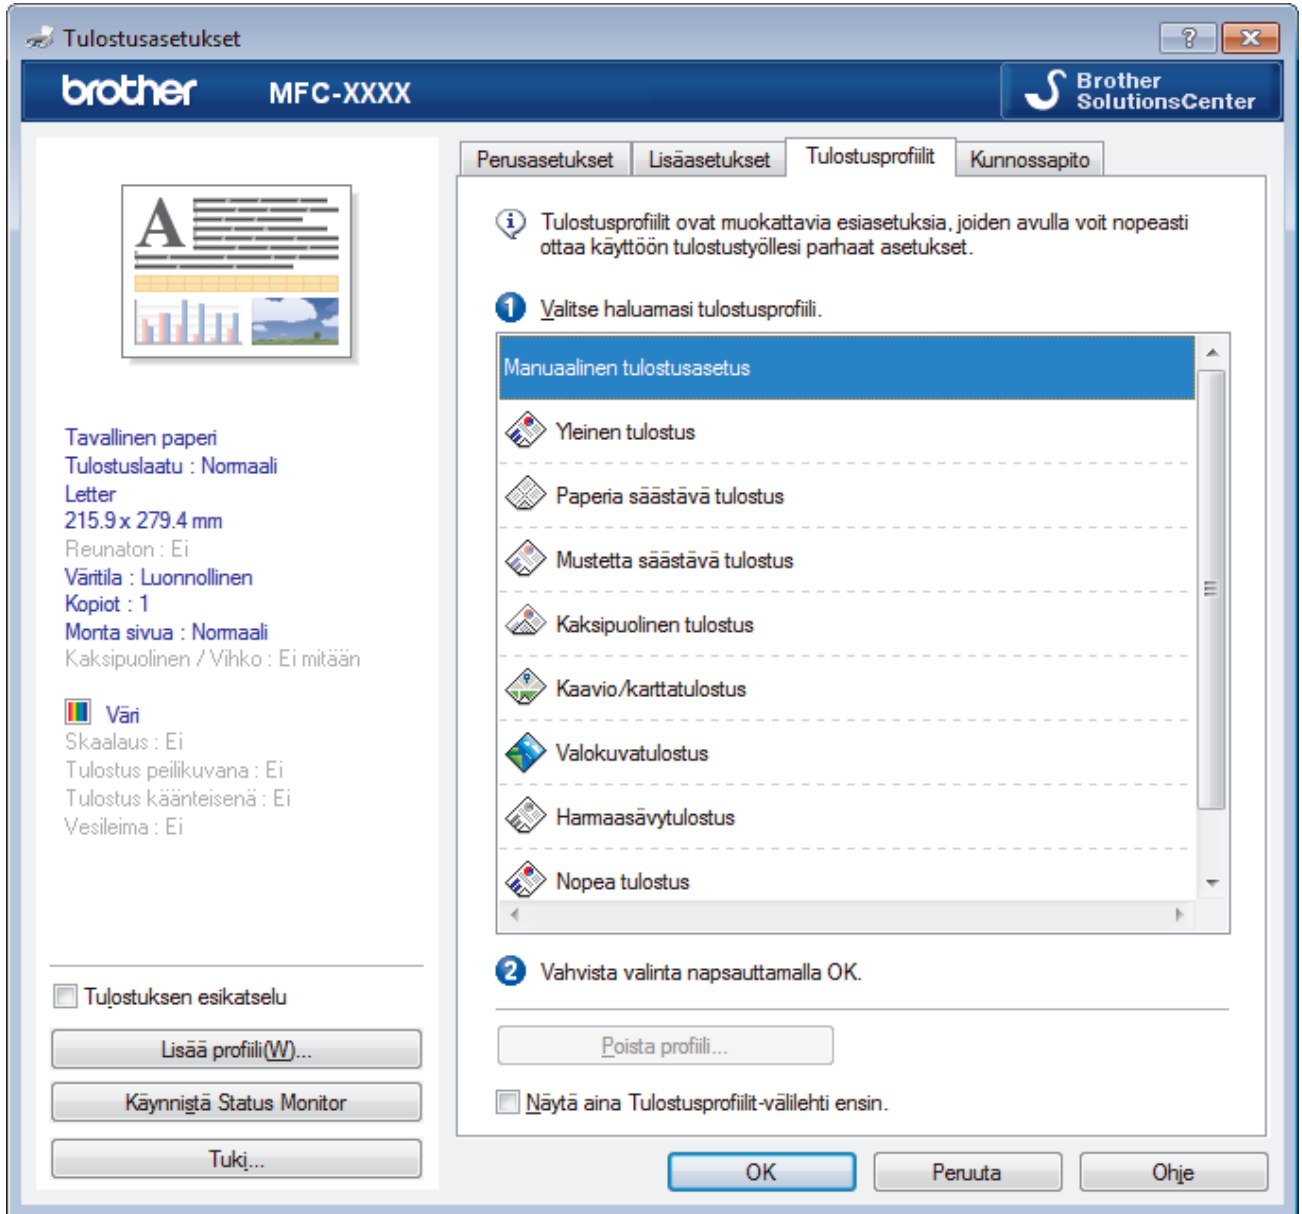 Tulostusasetukset
brother MFC-XXXX
Brother
SolutionsCenter
Perusasetukset Lisäasetukset Tulostusprofiilit Kunnossapito
A
Tavallinen paperi
Tulostuslaatu : Normaali
Letter
215.9 x 279.4 mm
Reunaton : Ei
Väritila : Luonnollinen
Kopiot : 1
Monta sivua : Normaali
Kaksipuolinen / Vihko : Ei mitään
Väri
Skaalaus : Ei
Tulostus peilikuvana : Ei
Tulostus käänteisenä : Ei
Vesileima : Ei
Tulostuksen esikatselu
Lisää profiili(W)...
Käynnistä Status Monitor
Tuki...
Tulostusprofiilit ovat muokattavia esiasetuksia, joiden avulla voit nopeasti
ottaa käyttöön tulostustyöllesi parhaat asetukset.
1 Valitse haluamasi tulostusprofiili.
Manuaalinen tulostusasetus
Yleinen tulostus
Paperia säästävä tulostus
Mustetta säästävä tulostus
Kaksipuolinen tulostus
Kaavio/karttatulostus
Valokuvatulostus
Harmaasävytulostus
Nopea tulostus
2 Vahvista valinta napsauttamalla OK.
Poista profiili...
Näytä aina Tulostusprofiilit-välilehti ensin.
OK Peruuta Ohje